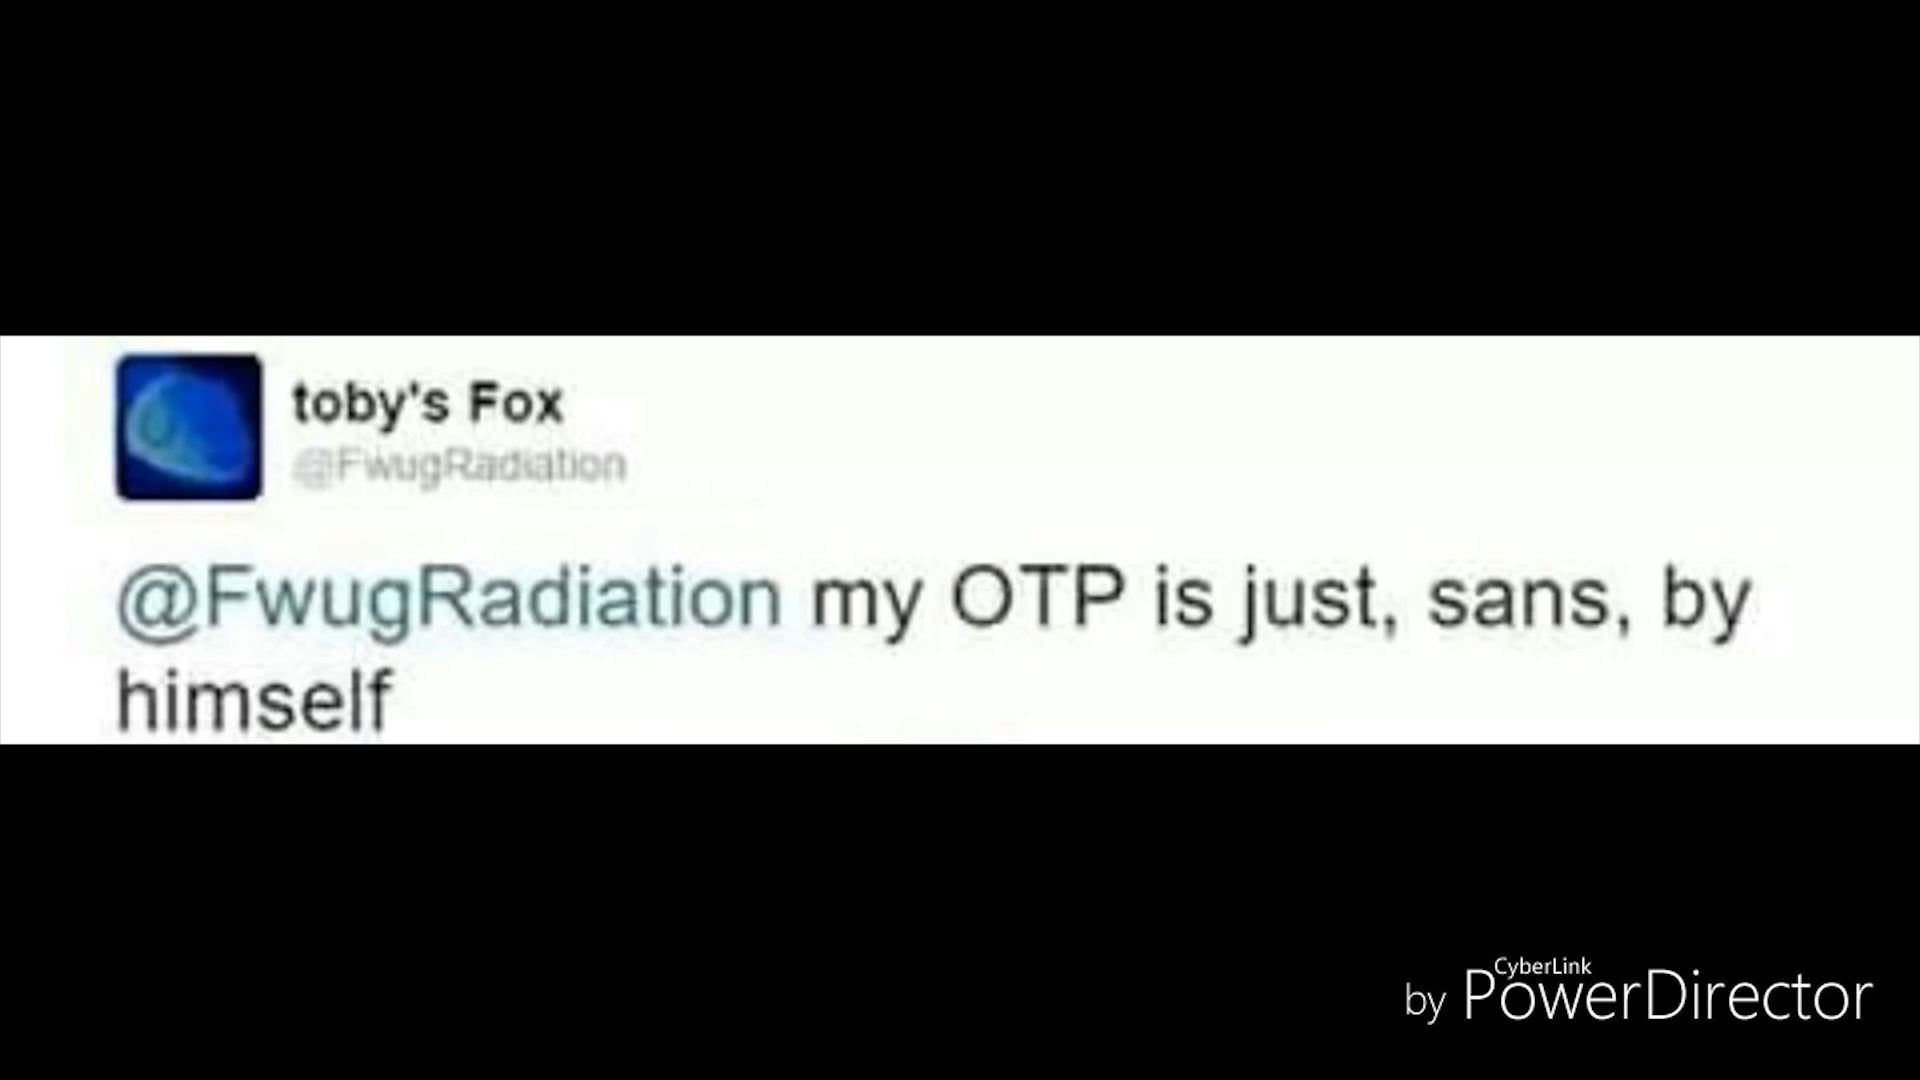 toby's Fox
@FwugRadiation
@FwugRadiation my OTP is just, sans, by
himself
CyberLink
by PowerDirector